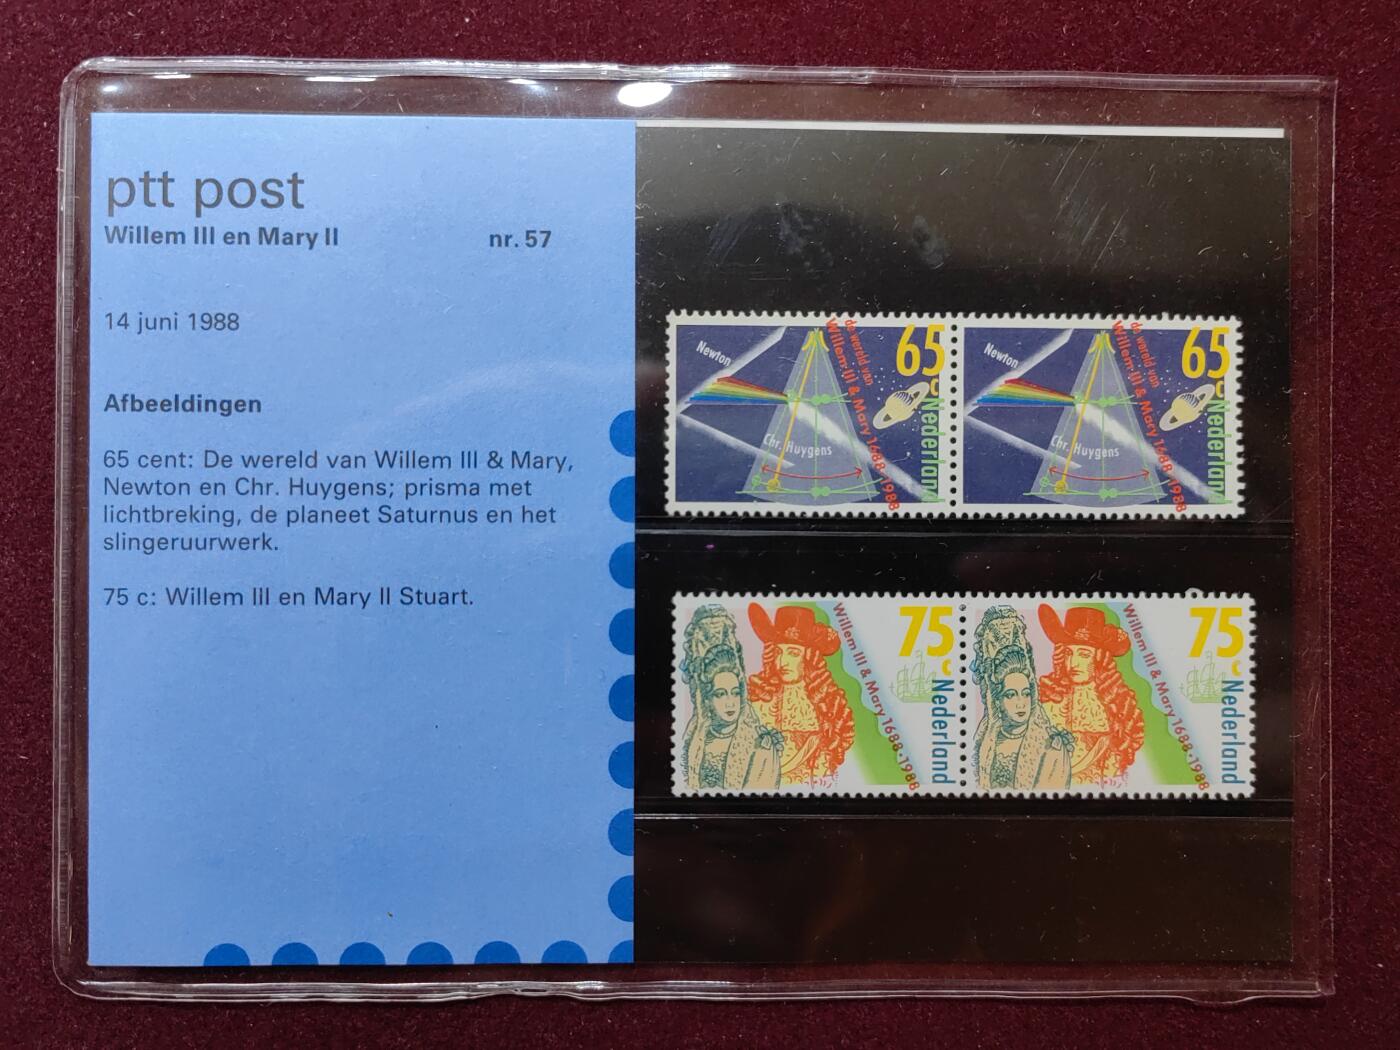 ptt post
Willem III en Mary II nr. 57
14 juni 1988
Afbeeldingen
65 cent: De wereld van Willem III & Mary,
Newton en Chr. Huygens; prisma met
lichtbreking, de planeet Saturnus en het
slingeruurwerk.
75 c: Willem III en Mary II Stuart.
Newton
Chr. Huygens
de wereld van
Willem III & Mary 1688-1988
65 c
Nederland
Newton
Chr. Huygens
de wereld van
Willem III & Mary 1688-1988
65 c
Nederland
Willem III & Mary 1688-1988
75 c
Nederland
Willem III & Mary 1688-1988
75 c
Nederland